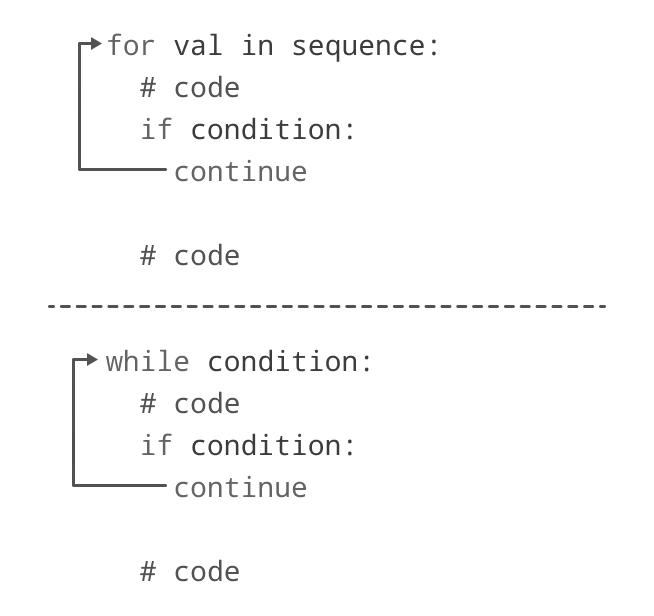 for val in sequence:
# code
if condition:
continue
# code
while condition:
# code
if condition:
continue
# code